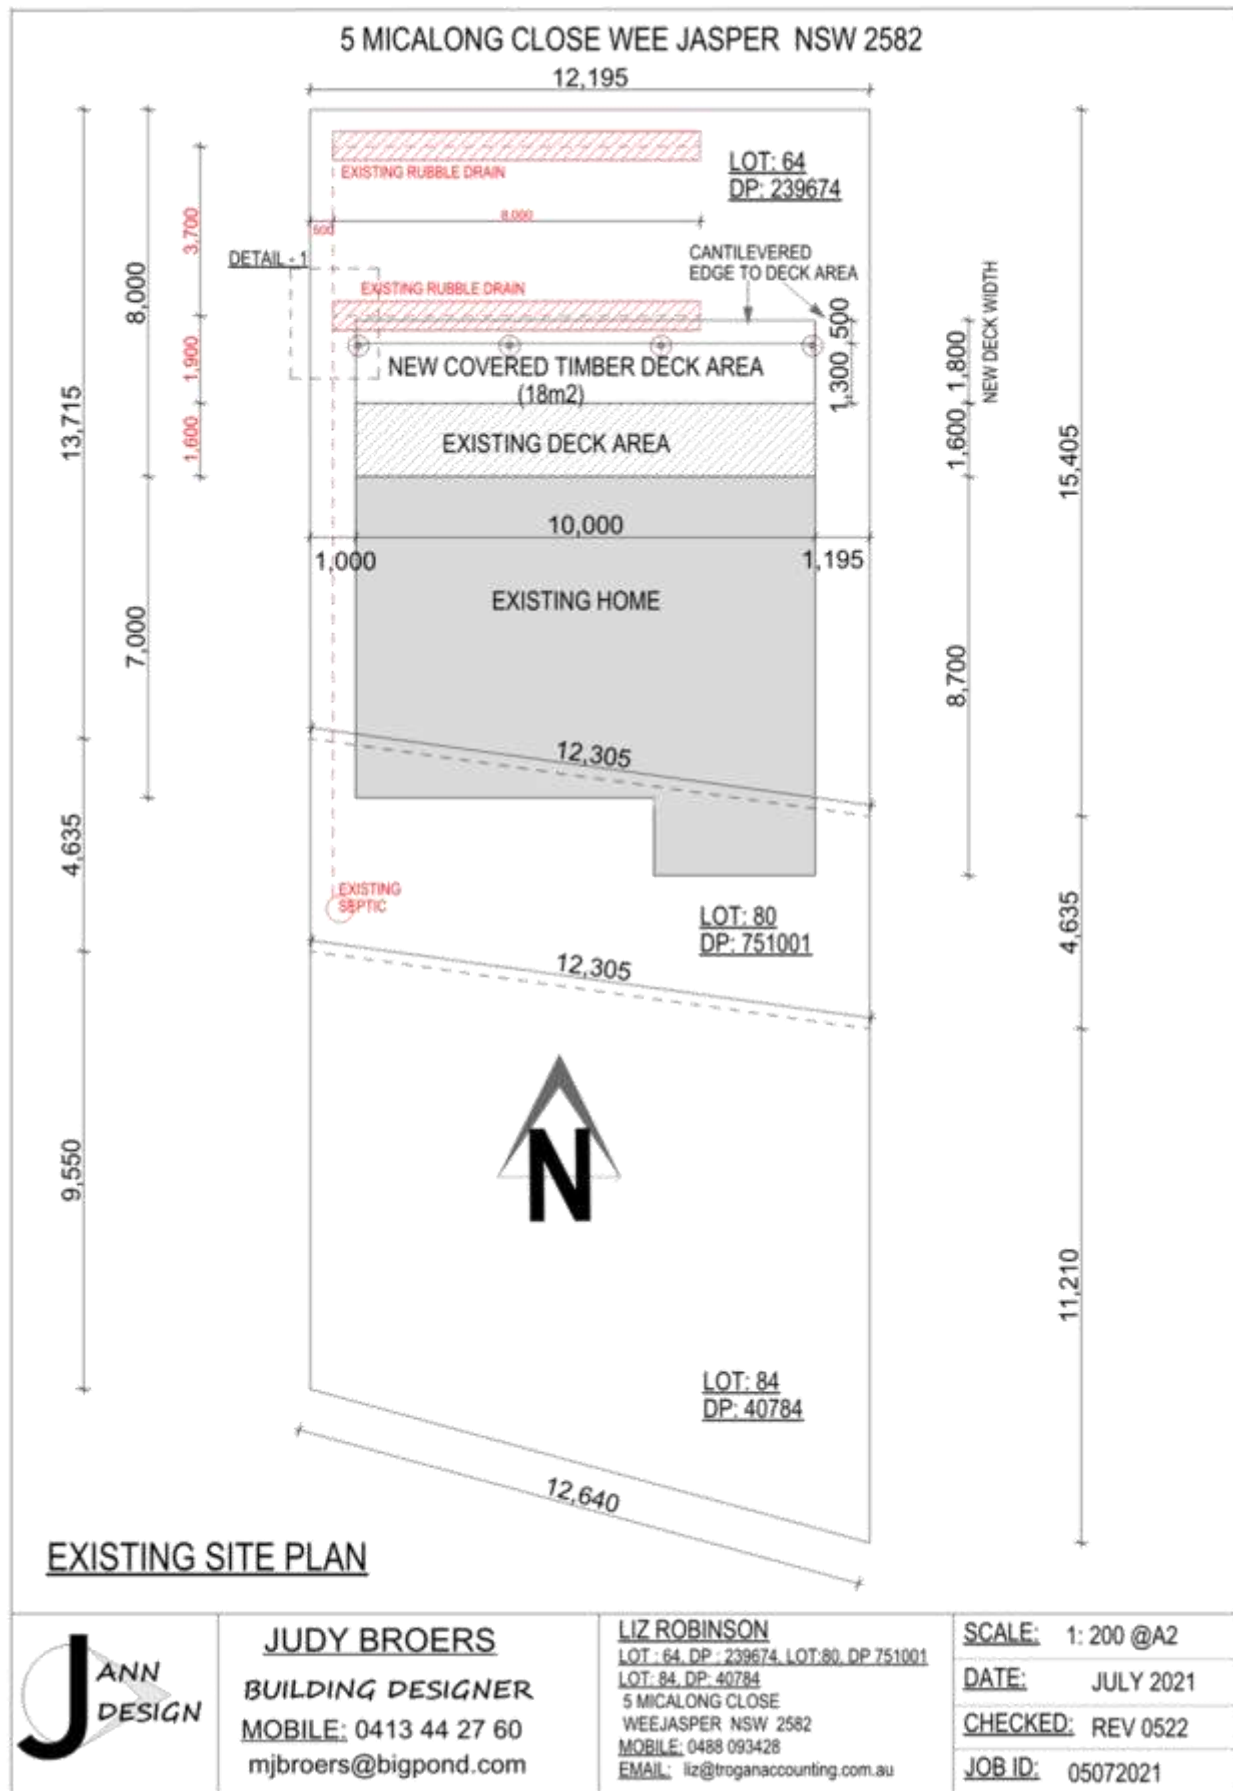 5 MICALONG CLOSE WEE JASPER NSW 2582
12,195
EXISTING RUBBLE DRAIN
LOT: 64
DP: 239674
3,700
8,000
600
8,000
DETAIL - 1
CANTILEVERED
EDGE TO DECK AREA
EXISTING RUBBLE DRAIN
500
NEW DECK WIDTH
1,900
NEW COVERED TIMBER DECK AREA
(18m2)
1,300
1,800
13,715
1,600
EXISTING DECK AREA
1,600
15,405
10,000
1,000
1,195
EXISTING HOME
7,000
8,700
12,305
4,635
EXISTING
SEPTIC
LOT: 80
DP: 751001
4,635
12,305
N
9,550
11,210
LOT: 84
DP: 40784
12,640
EXISTING SITE PLAN
J
ANN
DESIGN
JUDY BROERS
BUILDING DESIGNER
MOBILE: 0413 44 27 60
mjbroers@bigpond.com
LIZ ROBINSON
LOT : 64, DP : 239674, LOT:80, DP 751001
LOT: 84, DP: 40784
5 MICALONG CLOSE
WEEJASPER NSW 2582
MOBILE: 0488 093428
EMAIL: liz@troganaccounting.com.au
SCALE: 1: 200 @A2
DATE: JULY 2021
CHECKED: REV 0522
JOB ID: 05072021